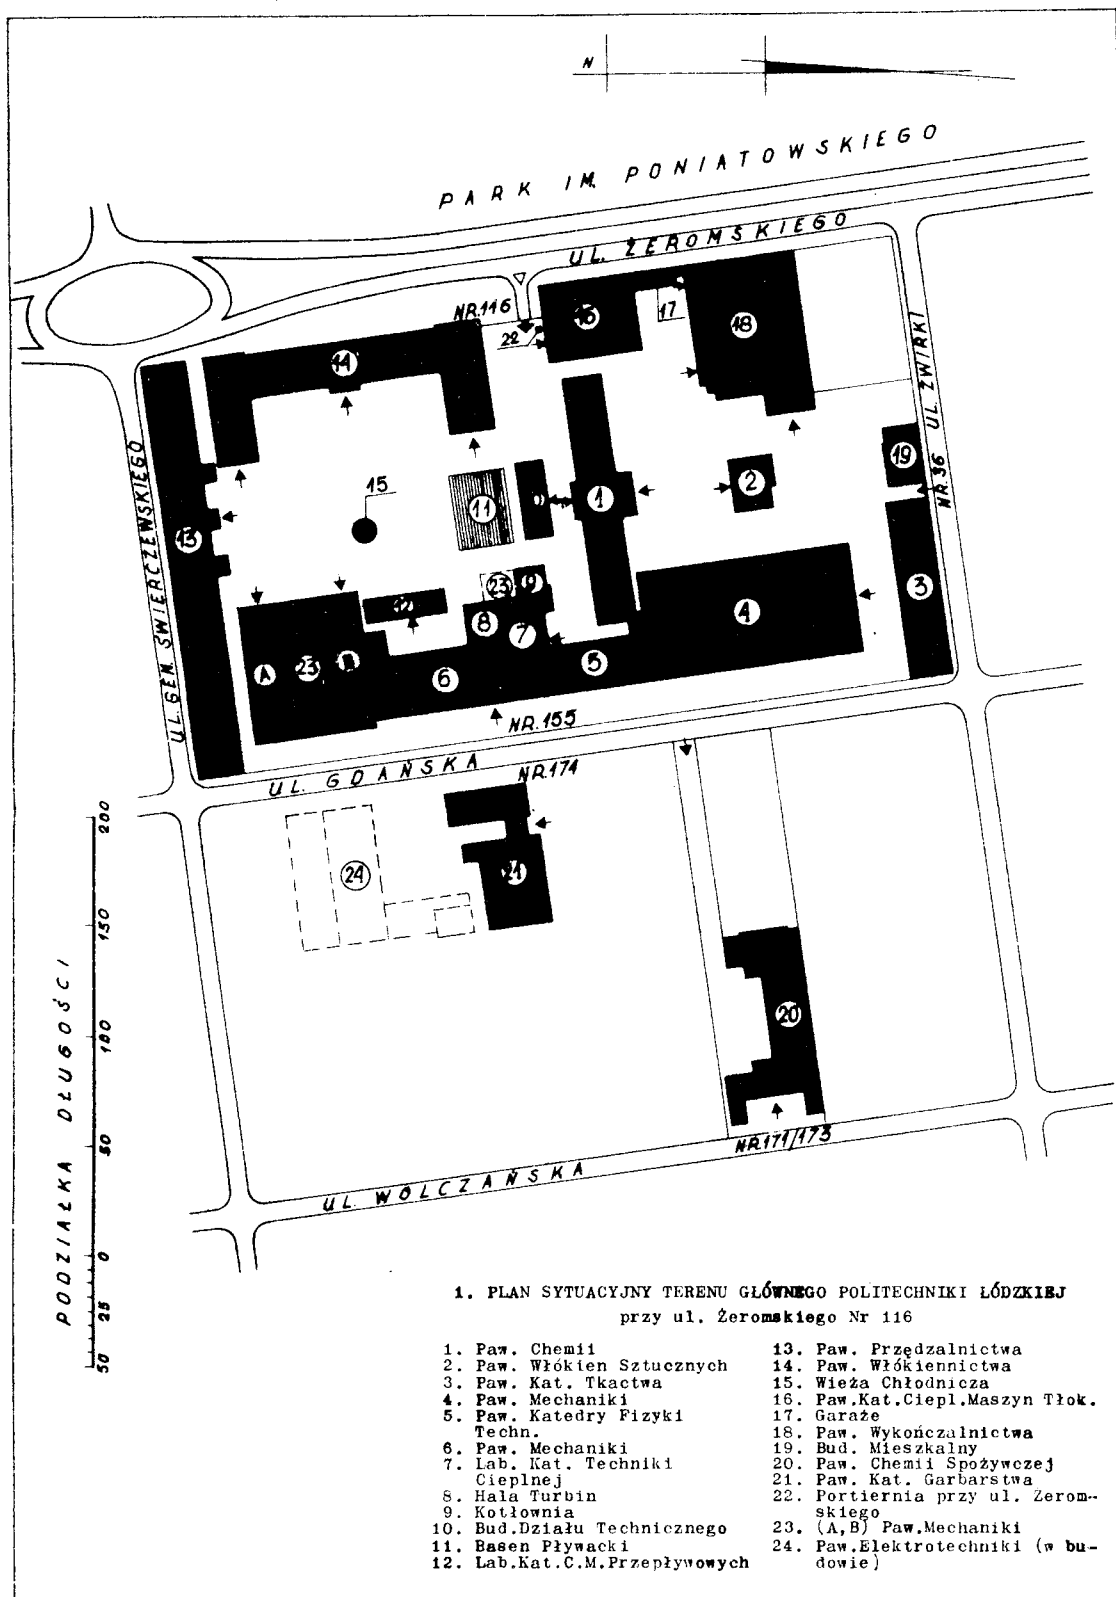 N
PARK IM. PONIATOWSKIEGO
UL. ŻEROMSKIEGO
NR.116
22
16
17
18
14
UL. ŻWIRKI
NR.36
19
15
11
1
2
13
UL. GEN. ŚWIERCZEWSKIEGO
12
23
9
8
7
4
3
A
23
B
6
5
NR.155
UL. GDAŃSKA
NR.174
24
21
20
NR.171/173
UL. WÓLCZAŃSKA
PODZIAŁKA DŁUGOŚCI
200
150
100
50
0
25
50
1. PLAN SYTUACYJNY TERENU GŁÓWNEGO POLITECHNIKI ŁÓDZKIEJ
przy ul. Żeromskiego Nr 116
1. Paw. Chemii
2. Paw. Włókien Sztucznych
3. Paw. Kat. Tkactwa
4. Paw. Mechaniki
5. Paw. Katedry Fizyki
Techn.
6. Paw. Mechaniki
7. Lab. Kat. Techniki
Cieplnej
8. Hala Turbin
9. Kotłownia
10. Bud.Działu Technicznego
11. Basen Pływacki
12. Lab.Kat.C.M.Przepływowych
13. Paw. Przędzalnictwa
14. Paw. Włókiennictwa
15. Wieża Chłodnicza
16. Paw.Kat.Ciepl.Maszyn Tłok.
17. Garaże
18. Paw. Wykończalnictwa
19. Bud. Mieszkalny
20. Paw. Chemii Spożywczej
21. Paw. Kat. Garbarstwa
22. Portiernia przy ul. Żerom-
skiego
23. (A,B) Paw.Mechaniki
24. Paw.Elektrotechniki (w bu-
dowie)